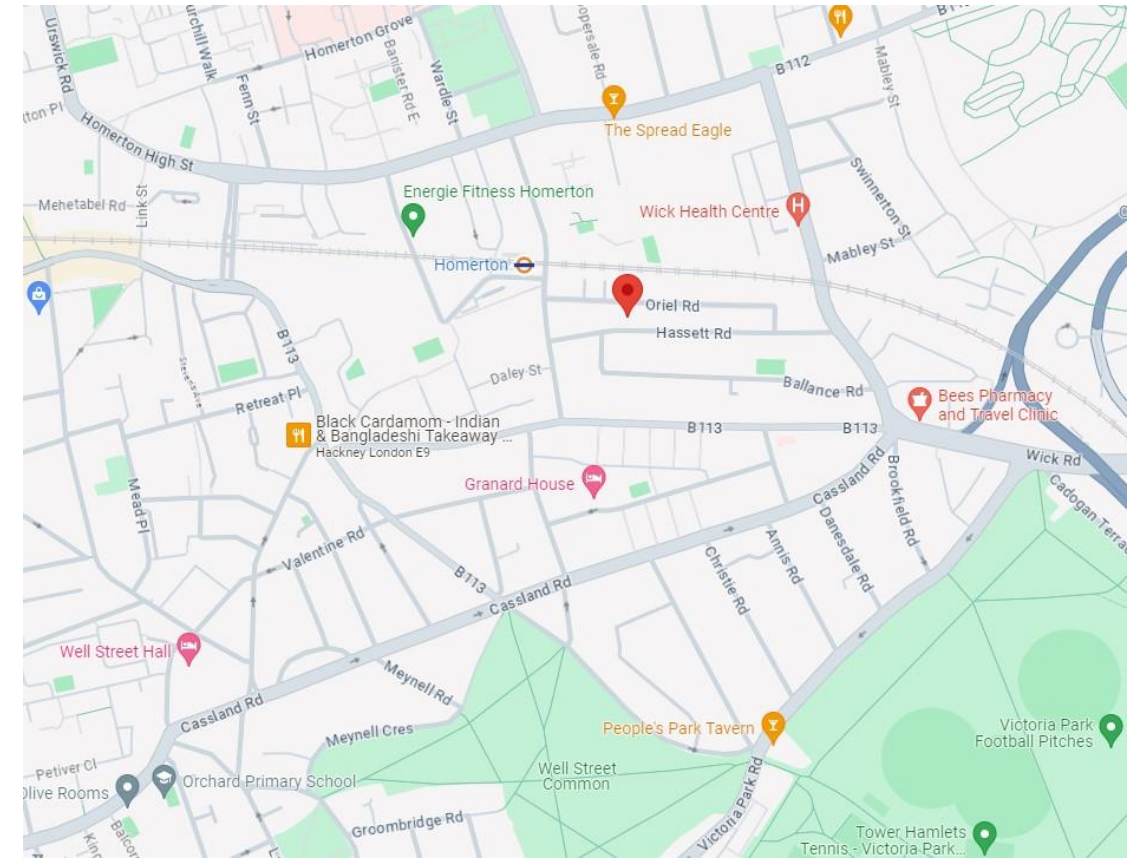 Urswick Rd
urchill Walk
Homerton Grove
Banister Rd E
Wardle St
Fenn St
opersale Rd
B112
Mabley St
ton Pl
Homerton High St
The Spread Eagle
Energie Fitness Homerton
Wick Health Centre
Swinnerton St
Mehetabel Rd
Link St
Mabley St
Homerton
Oriel Rd
Hassett Rd
B113
Stevens Ave
Daley St
Ballance Rd
Retreat Pl
Bees Pharmacy
and Travel Clinic
Black Cardamom - Indian
& Bangladeshi Takeaway ...
Hackney London E9
B113
B113
Wick Rd
Granard House
Cassland Rd
Brookfield Rd
Cadogan Terra
Mead Pl
Valentine Rd
Danesdale Rd
Annis Rd
Christie Rd
B113
Cassland Rd
Well Street Hall
Meynell Rd
Cassland Rd
Meynell Cres
People's Park Tavern
Victoria Park
Football Pitches
Petiver Cl
Well Street
Common
Olive Rooms
Orchard Primary School
Victoria Park Rd
Groombridge Rd
Tower Hamlets
Tennis - Victoria Park...